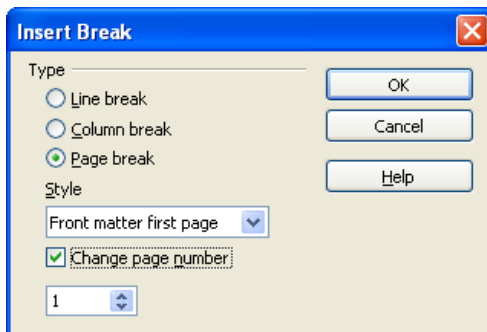 Insert Break
Type
Line break
Column break
Page break
Style
Front matter first page
Change page number
1
OK
Cancel
Help